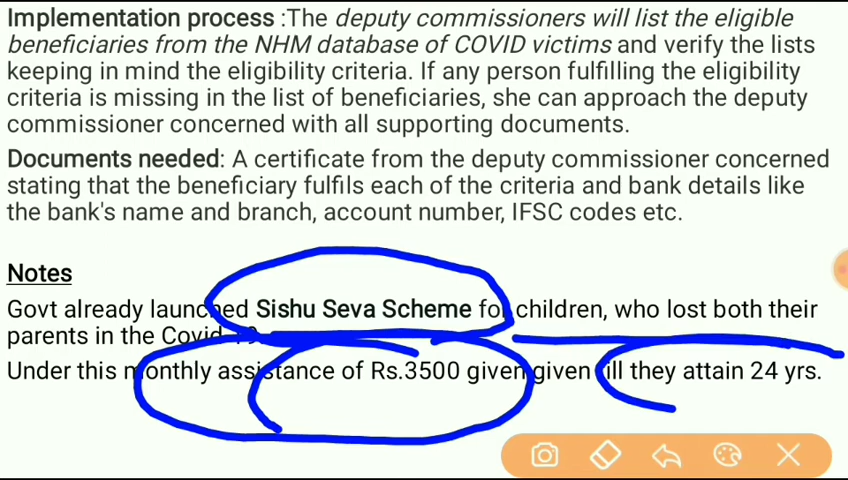 Implementation process :The deputy commissioners will list the eligible
beneficiaries from the NHM database of COVID victims and verify the lists
keeping in mind the eligibility criteria. If any person fulfilling the eligibility
criteria is missing in the list of beneficiaries, she can approach the deputy
commissioner concerned with all supporting documents.
Documents needed: A certificate from the deputy commissioner concerned
stating that the beneficiary fulfils each of the criteria and bank details like
the bank's name and branch, account number, IFSC codes etc.
Notes
Govt already launched Sishu Seva Scheme for children, who lost both their
parents in the Covid 19
Under this monthly assistance of Rs.3500 given given till they attain 24 yrs.